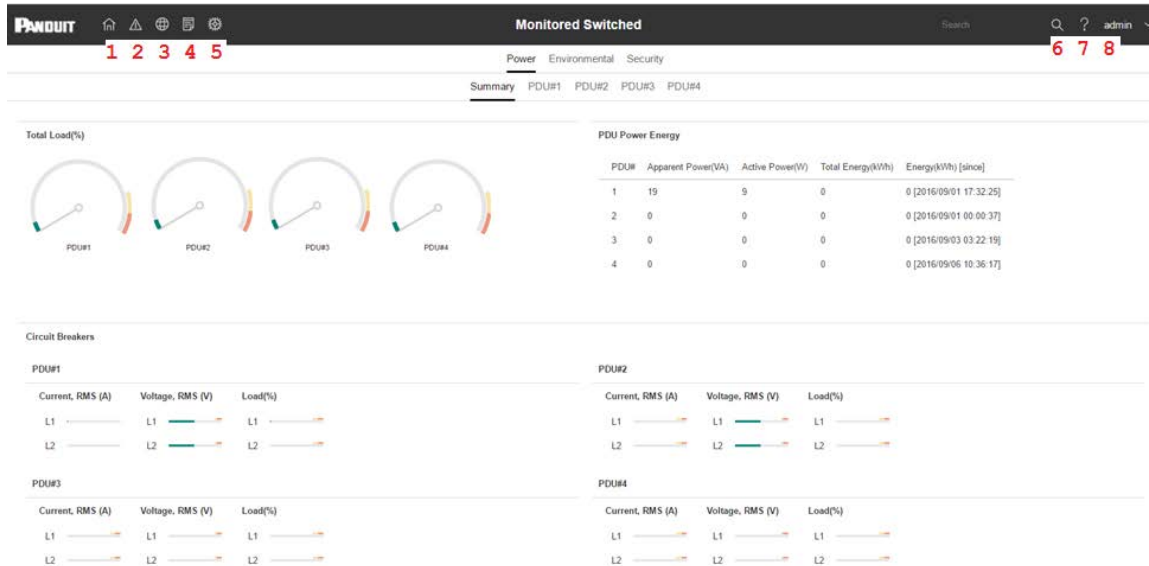 PANDUIT Monitored Switched Search admin
1 2 3 4 5 6 7 8
Power Environmental Security
Summary PDU#1 PDU#2 PDU#3 PDU#4
Total Load(%)
PDU#1 PDU#2 PDU#3 PDU#4
PDU Power Energy
PDU# Apparent Power(VA) Active Power(W) Total Energy(kWh) Energy(kWh) [since]
1 19 9 0 0 [2016/09/01 17:32:25]
2 0 0 0 0 [2016/09/01 00:00:37]
3 0 0 0 0 [2016/09/03 03:22:19]
4 0 0 0 0 [2016/09/06 10:36:17]
Circuit Breakers
PDU#1
Current, RMS (A) Voltage, RMS (V) Load(%)
L1 L1 L1
L2 L2 L2
PDU#2
Current, RMS (A) Voltage, RMS (V) Load(%)
L1 L1 L1
L2 L2 L2
PDU#3
Current, RMS (A) Voltage, RMS (V) Load(%)
L1 L1 L1
L2 L2 L2
PDU#4
Current, RMS (A) Voltage, RMS (V) Load(%)
L1 L1 L1
L2 L2 L2